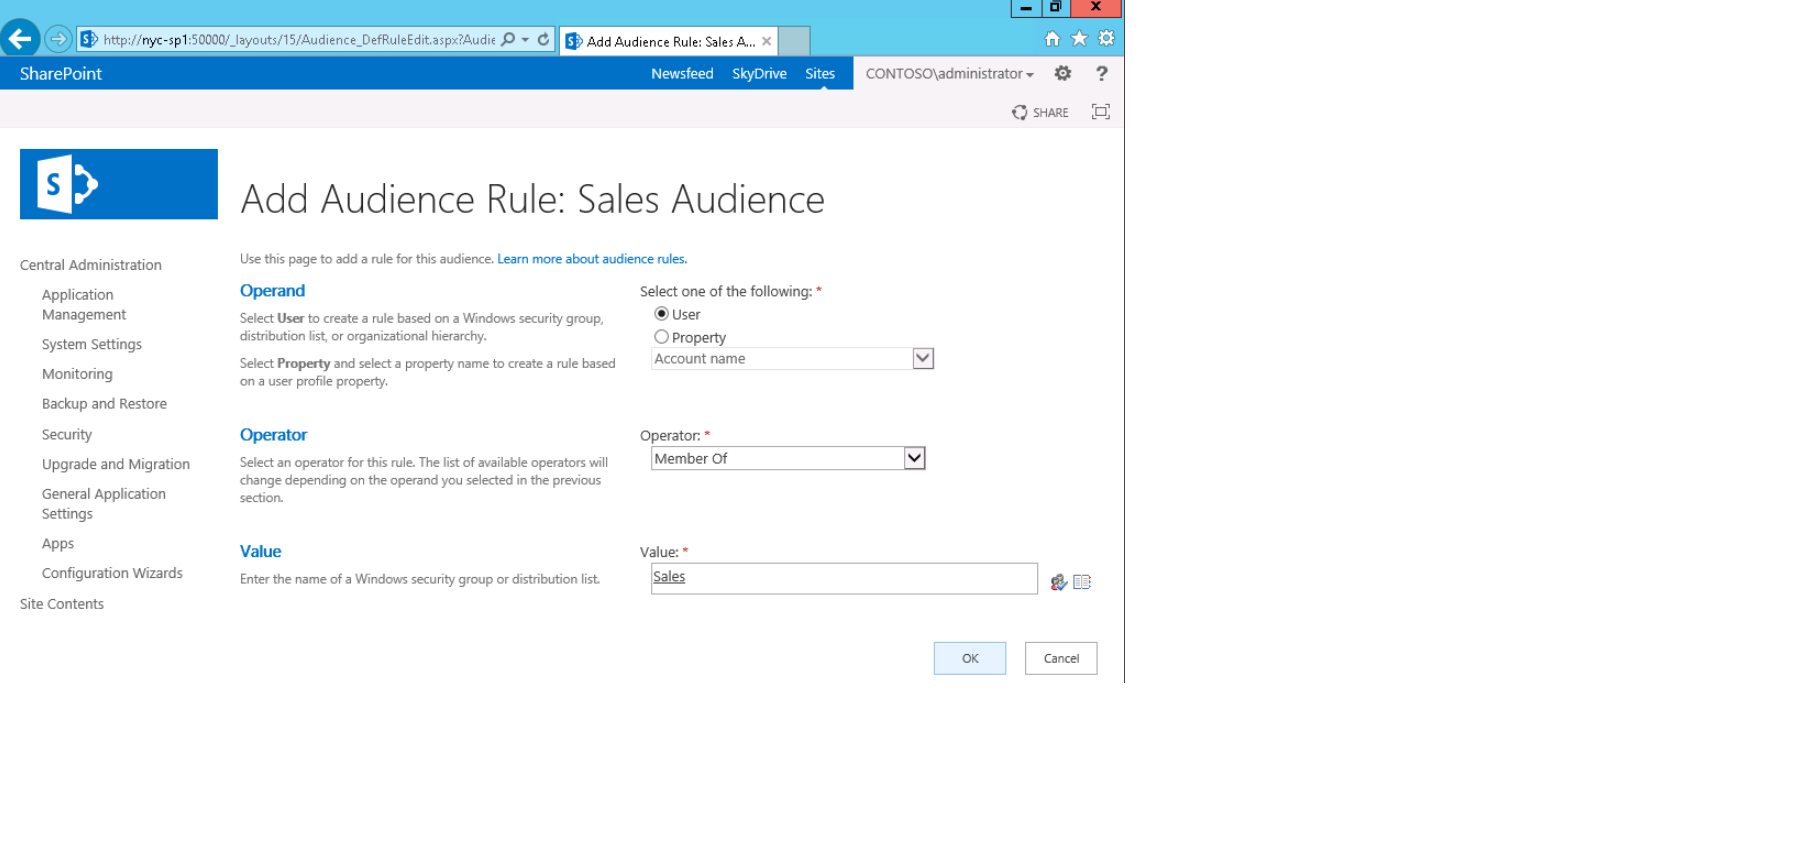 http://nyc-sp1:50000/_layouts/15/Audience_DefRuleEdit.aspx?Audie
Add Audience Rule: Sales A...
SharePoint
Newsfeed
SkyDrive
Sites
CONTOSO\administrator
?
SHARE
Add Audience Rule: Sales Audience
Use this page to add a rule for this audience. Learn more about audience rules.
Central Administration
Application
Management
System Settings
Monitoring
Backup and Restore
Security
Upgrade and Migration
General Application
Settings
Apps
Configuration Wizards
Site Contents
Operand
Select User to create a rule based on a Windows security group,
distribution list, or organizational hierarchy.
Select Property and select a property name to create a rule based
on a user profile property.
Select one of the following: *
User
Property
Account name
Operator
Select an operator for this rule. The list of available operators will
change depending on the operand you selected in the previous
section.
Operator: *
Member Of
Value
Enter the name of a Windows security group or distribution list.
Value: *
Sales
OK
Cancel